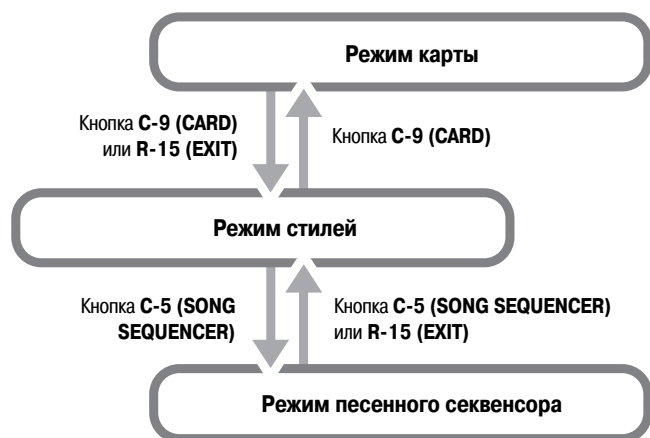 Режим карты
Кнопка C-9 (CARD)
или R-15 (EXIT)
Кнопка C-9 (CARD)
Режим стилей
Кнопка C-5 (SONG
SEQUENCER)
Кнопка C-5 (SONG SEQUENCER)
или R-15 (EXIT)
Режим песенного секвенсора